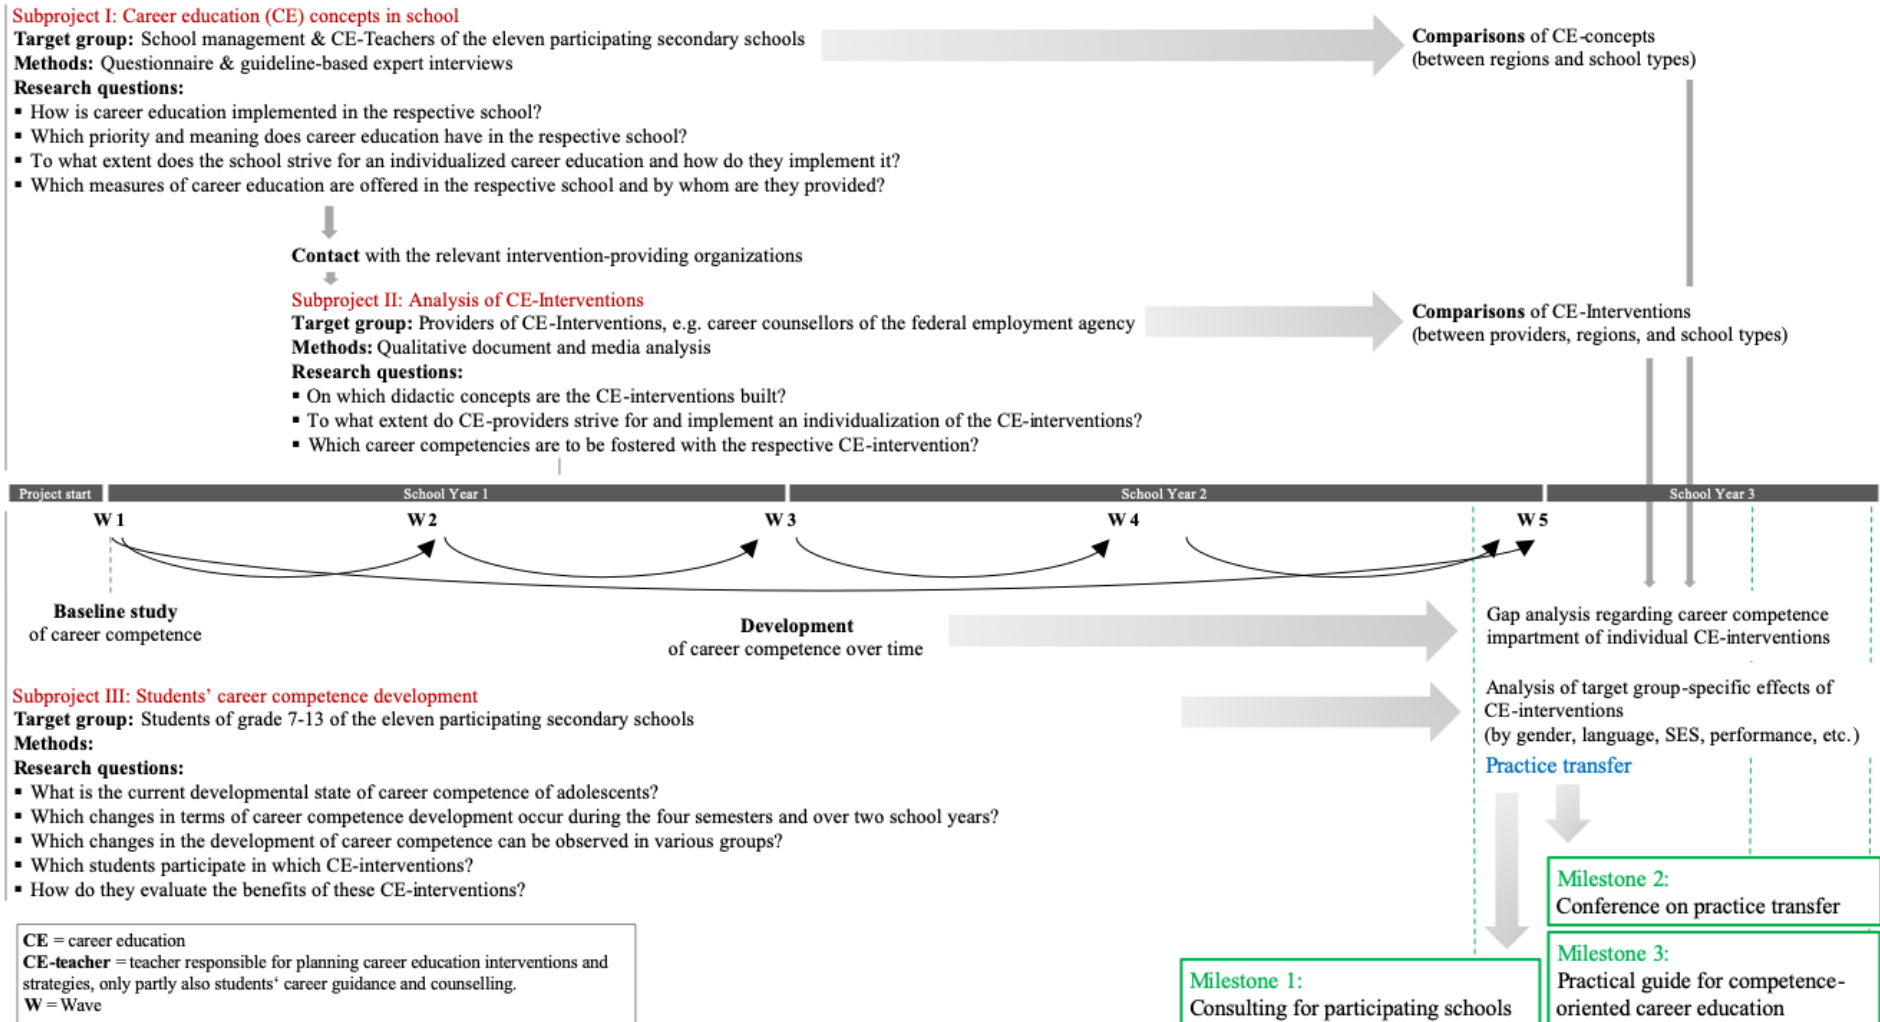 Subproject I: Career education (CE) concepts in school
Target group: School management & CE-Teachers of the eleven participating secondary schools
Methods: Questionnaire & guideline-based expert interviews
Research questions:
▪ How is career education implemented in the respective school?
▪ Which priority and meaning does career education have in the respective school?
▪ To what extent does the school strive for an individualized career education and how do they implement it?
▪ Which measures of career education are offered in the respective school and by whom are they provided?
Comparisons of CE-concepts
(between regions and school types)
Contact with the relevant intervention-providing organizations
Subproject II: Analysis of CE-Interventions
Target group: Providers of CE-Interventions, e.g. career counsellors of the federal employment agency
Methods: Qualitative document and media analysis
Research questions:
▪ On which didactic concepts are the CE-interventions built?
▪ To what extent do CE-providers strive for and implement an individualization of the CE-interventions?
▪ Which career competencies are to be fostered with the respective CE-intervention?
Comparisons of CE-Interventions
(between providers, regions, and school types)
Project start
School Year 1
School Year 2
School Year 3
W 1
W 2
W 3
W 4
W 5
Baseline study
of career competence
Development
of career competence over time
Gap analysis regarding career competence
impartment of individual CE-interventions
Subproject III: Students' career competence development
Target group: Students of grade 7-13 of the eleven participating secondary schools
Methods:
Research questions:
▪ What is the current developmental state of career competence of adolescents?
▪ Which changes in terms of career competence development occur during the four semesters and over two school years?
▪ Which changes in the development of career competence can be observed in various groups?
▪ Which students participate in which CE-interventions?
▪ How do they evaluate the benefits of these CE-interventions?
Analysis of target group-specific effects of
CE-interventions
(by gender, language, SES, performance, etc.)
Practice transfer
CE = career education
CE-teacher = teacher responsible for planning career education interventions and
strategies, only partly also students' career guidance and counselling.
W = Wave
Milestone 1:
Consulting for participating schools
Milestone 2:
Conference on practice transfer
Milestone 3:
Practical guide for competence-
oriented career education